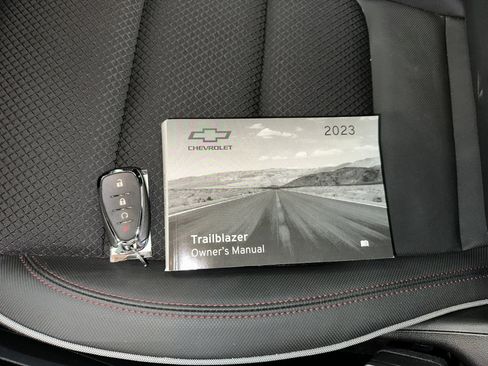 2023
CHEVROLET
Trailblazer
Owner's Manual